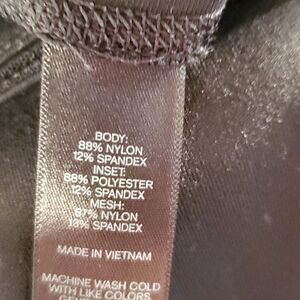 BODY:
88% NYLON
12% SPANDEX
INSET:
88% POLYESTER
12% SPANDEX
MESH:
87% NYLON
13% SPANDEX
MADE IN VIETNAM
MACHINE WASH COLD
WITH LIKE COLORS